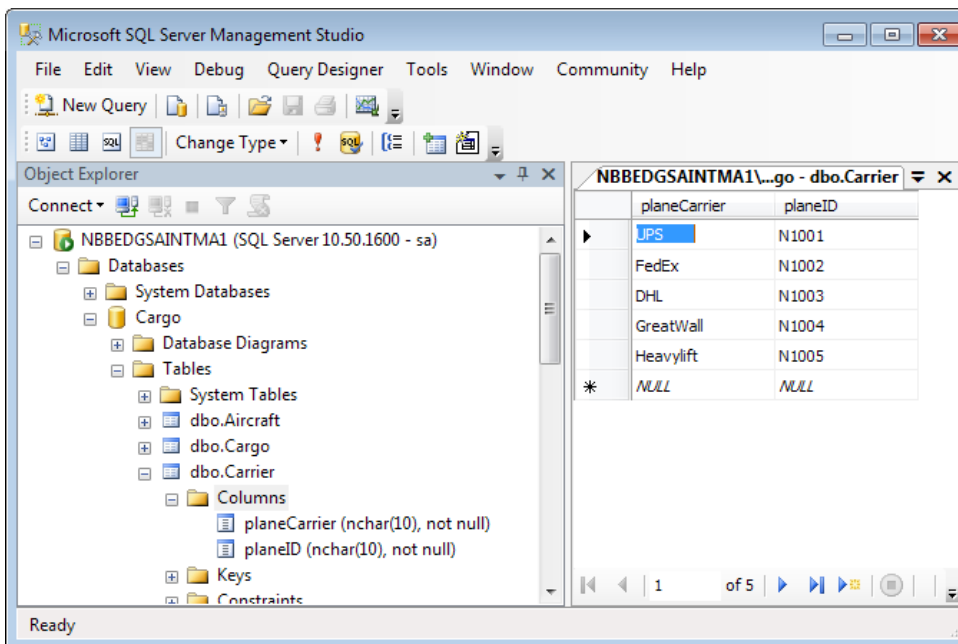 Microsoft SQL Server Management Studio
File Edit View Debug Query Designer Tools Window Community Help
New Query
SQL Change Type SQL
Object Explorer
Connect
NBBEDGSAINTMA1 (SQL Server 10.50.1600 - sa)
Databases
System Databases
Cargo
Database Diagrams
Tables
System Tables
dbo.Aircraft
dbo.Cargo
dbo.Carrier
Columns
planeCarrier (nchar(10), not null)
planeID (nchar(10), not null)
Keys
Constraints
NBBEDGSAINTMA1\...go - dbo.Carrier
planeCarrier planeID
UPS N1001
FedEx N1002
DHL N1003
GreatWall N1004
Heavylift N1005
NULL NULL
1 of 5
Ready